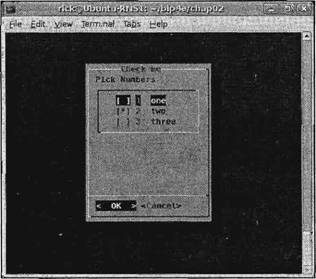 rick@Ubuntu-RHS1: ~/blp4e/chap02
File Edit View Terminal Tabs Help
Check me
Pick Numbers
[ ] 1 one
[*] 2 two
[ ] 3 three
< OK > <Cancel>